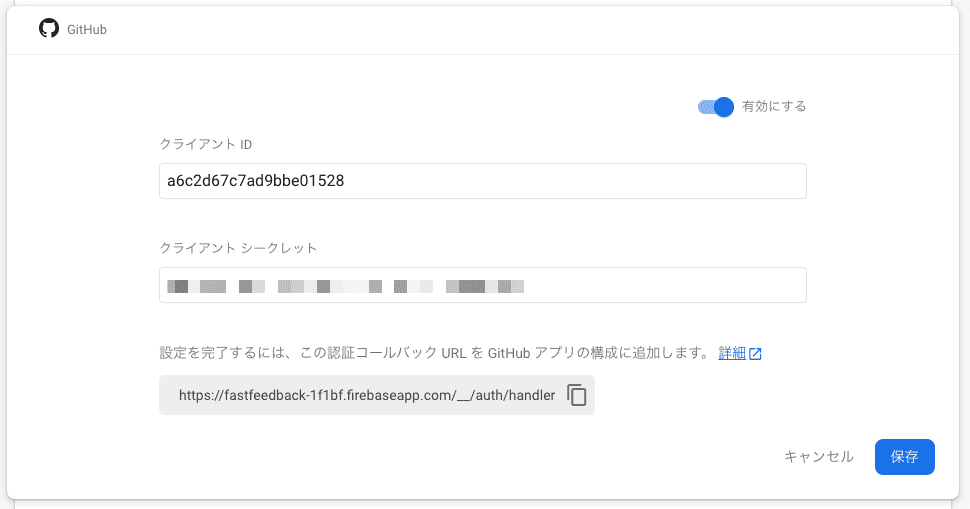 GitHub
有効にする
クライアント ID
a6c2d67c7ad9bbe01528
クライアント シークレット
設定を完了するには、この認証コールバック URL を GitHub アプリの構成に追加します。 詳細
https://fastfeedback-1f1bf.firebaseapp.com/__/auth/handler
キャンセル 保存